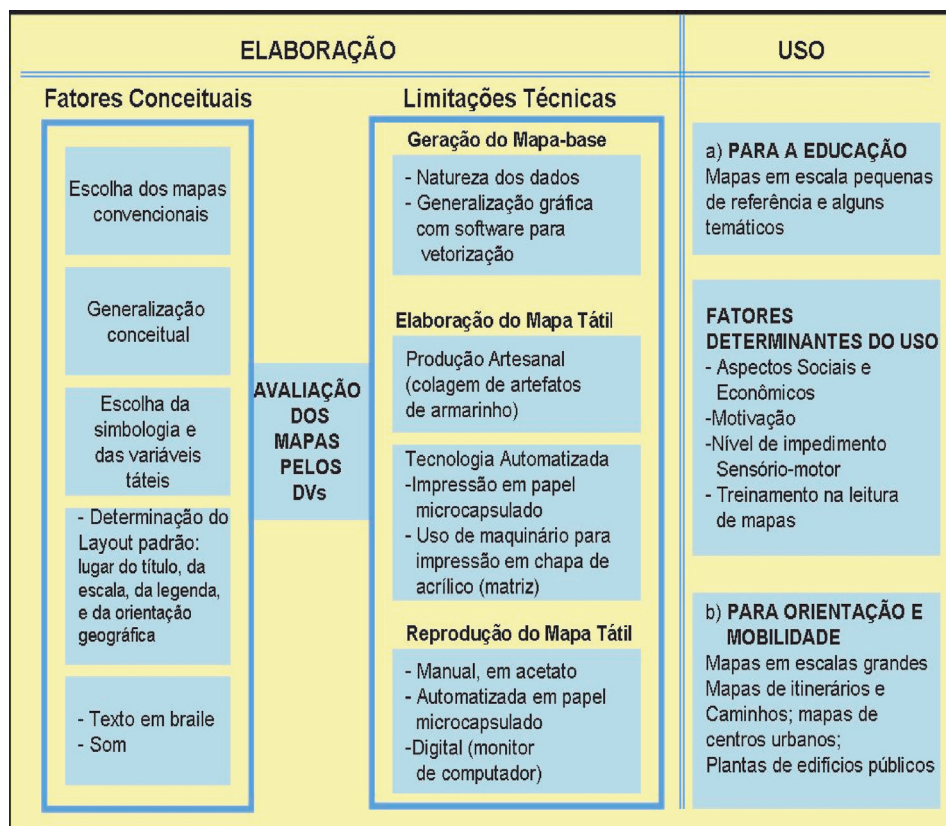 ELABORAÇÃO
Fatores Conceituais
Escolha dos mapas
convencionais
Generalização
conceitual
Escolha da
simbologia e
das variáveis
táteis
- Determinação do
Layout padrão:
lugar do título, da
escala, da legenda,
e da orientação
geográfica
- Texto em braile
- Som
AVALIAÇÃO
DOS
MAPAS
PELOS
DVs
Limitações Técnicas
Geração do Mapa-base
- Natureza dos dados
- Generalização gráfica
com software para
vetorização
Elaboração do Mapa Tátil
Produção Artesanal
(colagem de artefatos
de armarinho)
Tecnologia Automatizada
-Impressão em papel
microcapsulado
- Uso de maquinário para
impressão em chapa de
acrílico (matriz)
Reprodução do Mapa Tátil
- Manual, em acetato
- Automatizada em papel
microcapsulado
-Digital (monitor
de computador)
USO
a) PARA A EDUCAÇÃO
Mapas em escala pequenas
de referência e alguns
temáticos
FATORES
DETERMINANTES DO USO
- Aspectos Sociais e
Econômicos
-Motivação
-Nível de impedimento
Sensório-motor
- Treinamento na leitura
de mapas
b) PARA ORIENTAÇÃO E
MOBILIDADE
Mapas em escalas grandes
Mapas de itinerários e
Caminhos; mapas de
centros urbanos;
Plantas de edifícios públicos